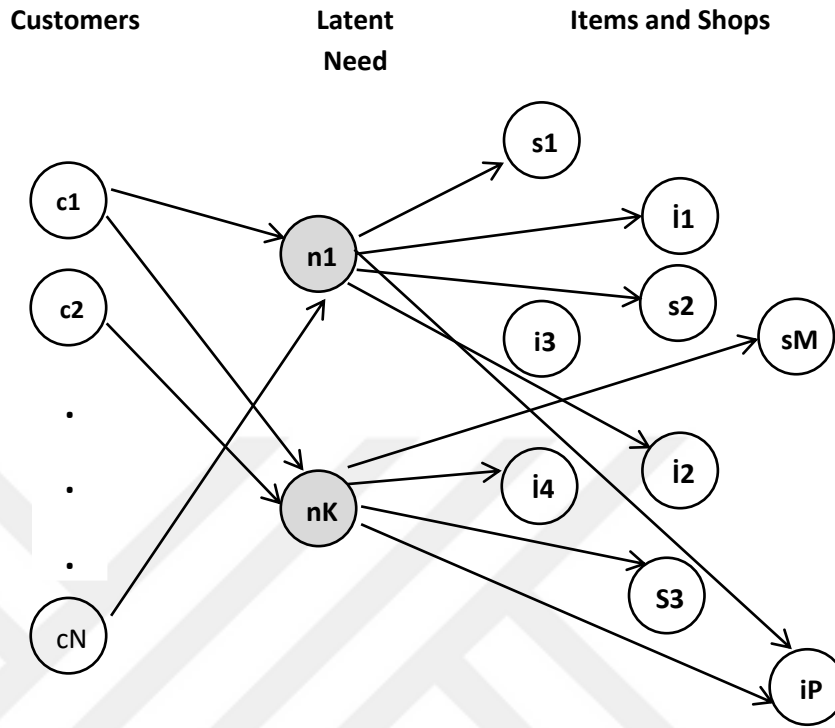 Customers
Latent
Need
Items and Shops
s1
c1
i̇1
n1
c2
s2
i3
sM
.
.
i̇2
i̇4
nK
.
S3
cN
iP